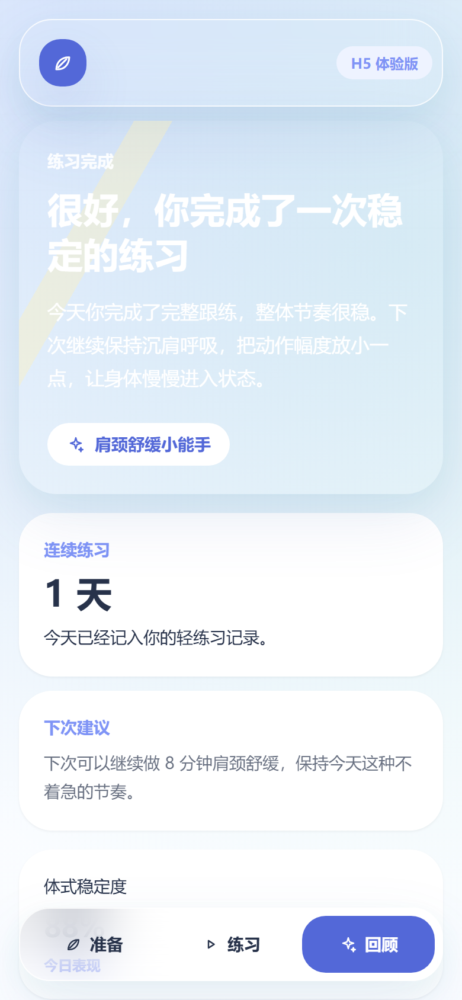 H5 体验版
练习完成
很好，你完成了一次稳
定的练习
今天你完成了完整跟练，整体节奏很稳。下
次继续保持沉肩呼吸，把动作幅度放小一
点，让身体慢慢进入状态。
肩颈舒缓小能手
连续练习
1 天
今天已经记入你的轻练习记录。
下次建议
下次可以继续做 8 分钟肩颈舒缓，保持今天这种不
着急的节奏。
体式稳定度
88%
今日表现
准备
练习
回顾